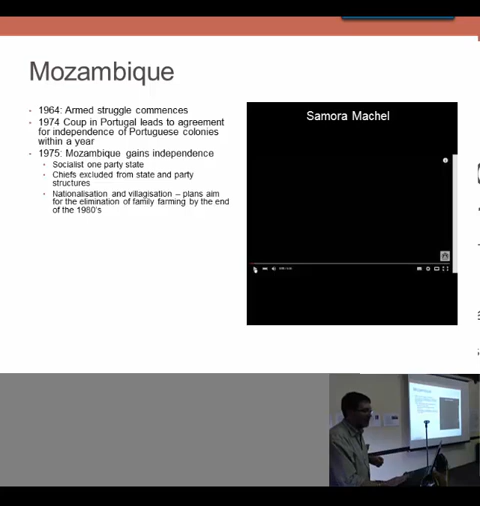 Mozambique
1964: Armed struggle commences
1974 Coup in Portugal leads to agreement
for independence of Portuguese colonies
within a year
1975: Mozambique gains independence
Socialist one party state
Chiefs excluded from state and party
structures
Nationalisation and villagisation – plans aim
for the elimination of family farming by the end
of the 1980's
Samora Machel